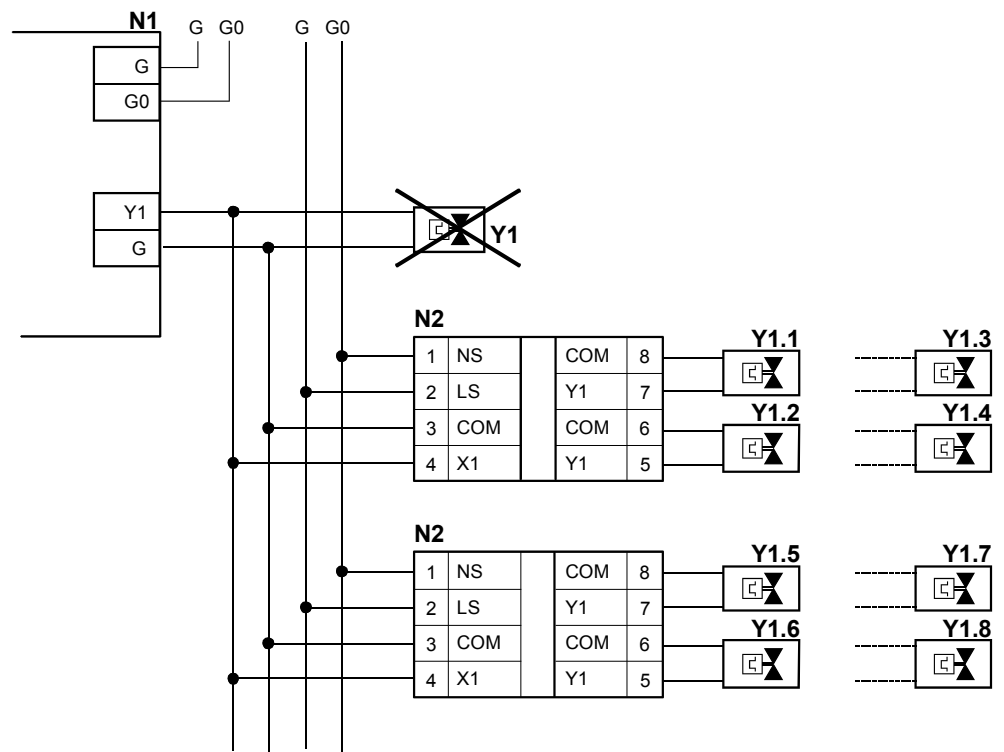 N1 G G0 G G0
G
G0
Y1
G
Y1
N2
1 NS COM 8
2 LS Y1 7
3 COM COM 6
4 X1 Y1 5
Y1.1 Y1.3
Y1.2 Y1.4
N2
1 NS COM 8
2 LS Y1 7
3 COM COM 6
4 X1 Y1 5
Y1.5 Y1.7
Y1.6 Y1.8